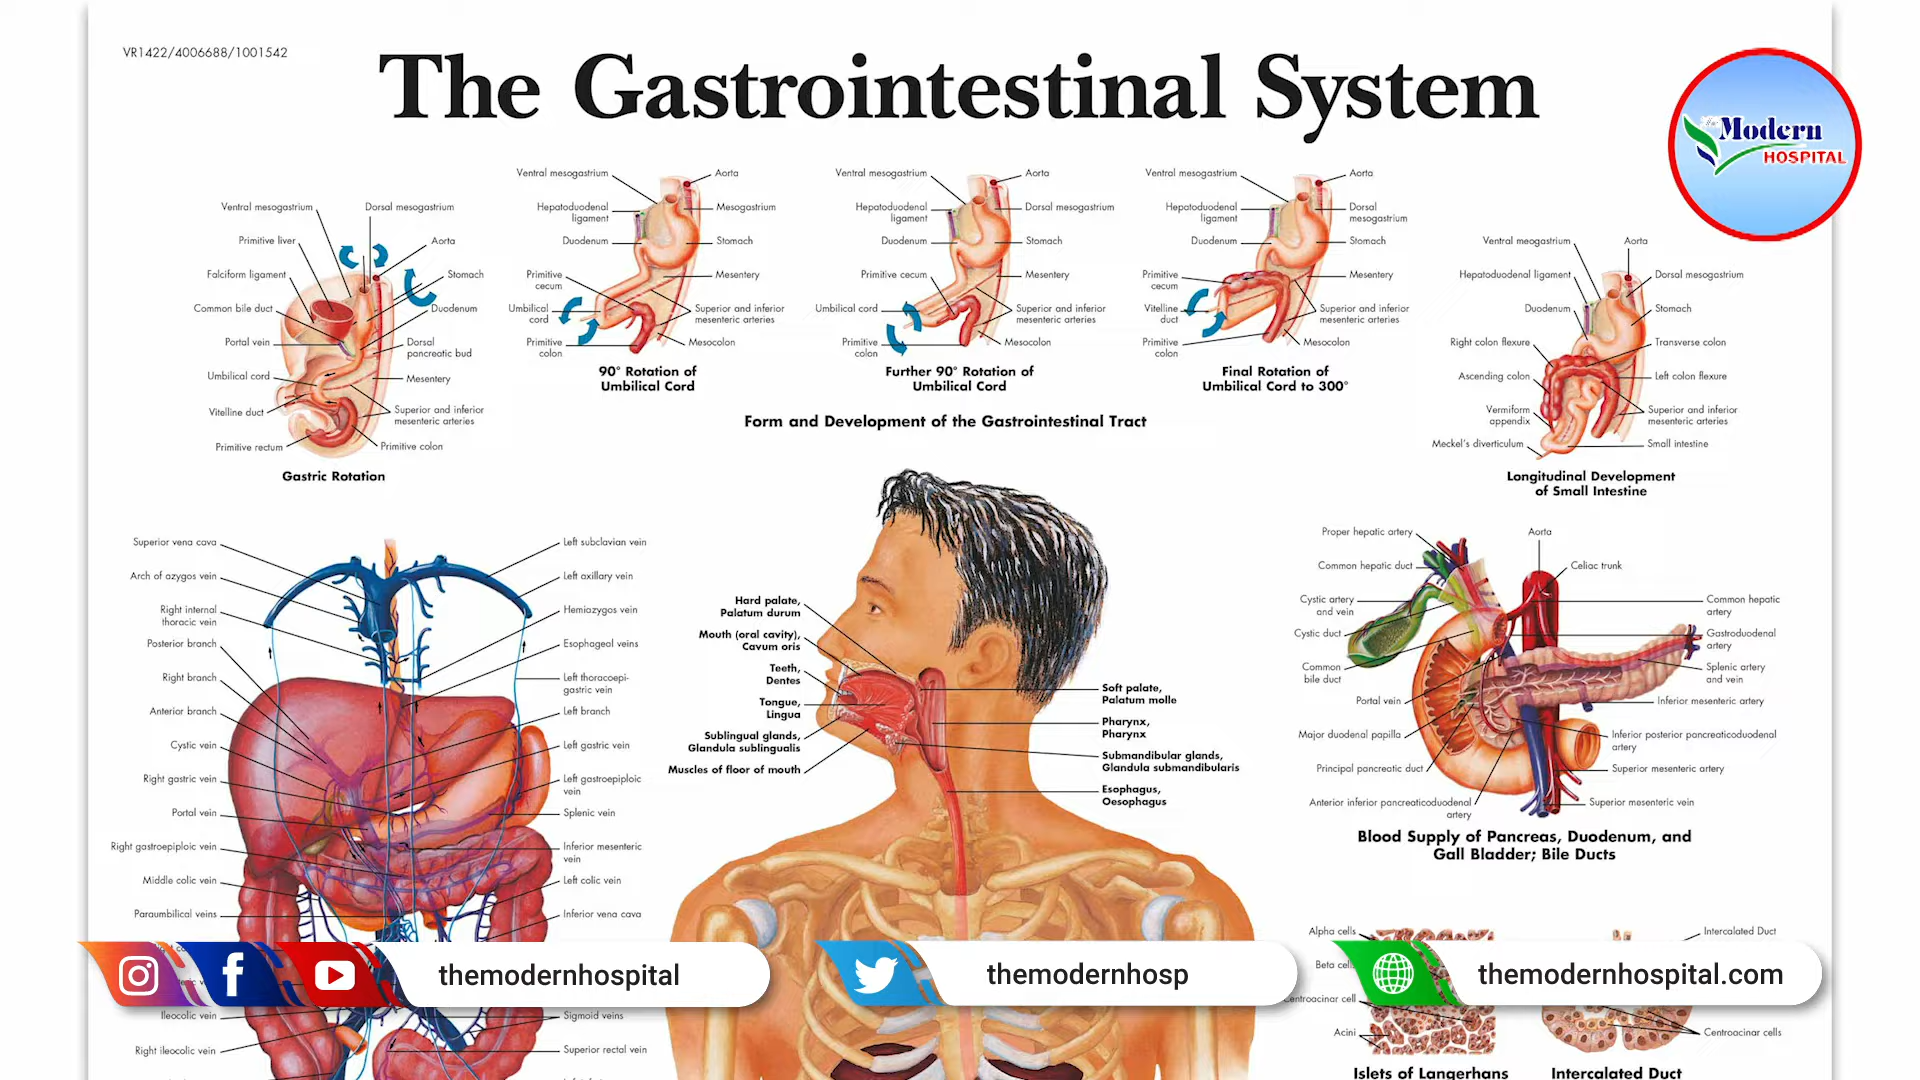 VR1422/4006688/1001542
The Gastrointestinal System
The Modern
HOSPITAL
Ventral mesogastrium
Dorsal mesogastrium
Primitive liver
Aorta
Falciform ligament
Stomach
Common bile duct
Duodenum
Portal vein
Dorsal
pancreatic bud
Umbilical cord
Mesentery
Vitelline duct
Superior and inferior
mesenteric arteries
Primitive rectum
Primitive colon
Gastric Rotation
Ventral mesogastrium
Aorta
Hepatoduodenal
ligament
Mesogastrium
Duodenum
Stomach
Primitive
cecum
Mesentery
Umbilical
cord
Superior and inferior
mesenteric arteries
Primitive
colon
Mesocolon
90° Rotation of
Umbilical Cord
Ventral mesogastrium
Aorta
Hepatoduodenal
ligament
Dorsal mesogastrium
Duodenum
Stomach
Primitive cecum
Mesentery
Umbilical cord
Superior and inferior
mesenteric arteries
Primitive
colon
Mesocolon
Further 90° Rotation of
Umbilical Cord
Ventral mesogastrium
Aorta
Hepatoduodenal
ligament
Dorsal
mesogastrium
Duodenum
Stomach
Primitive
cecum
Mesentery
Vitelline
duct
Superior and inferior
mesenteric arteries
Primitive
colon
Mesocolon
Final Rotation of
Umbilical Cord to 300°
Form and Development of the Gastrointestinal Tract
Ventral mesogastrium
Aorta
Hepatoduodenal ligament
Dorsal mesogastrium
Duodenum
Stomach
Right colon flexure
Transverse colon
Ascending colon
Left colon flexure
Vermiform
appendix
Superior and inferior
mesenteric arteries
Meckel's diverticulum
Small intestine
Longitudinal Development
of Small Intestine
Superior vena cava
Left subclavian vein
Arch of azygos vein
Left axillary vein
Right internal
thoracic vein
Hemiazygos vein
Posterior branch
Esophageal veins
Right branch
Left thoracoepi-
gastric vein
Anterior branch
Left branch
Cystic vein
Left gastric vein
Right gastric vein
Left gastroepiploic
vein
Portal vein
Splenic vein
Right gastroepiploic vein
Inferior mesenteric
vein
Middle colic vein
Left colic vein
Paraumbilical veins
Inferior vena cava
Ileocolic vein
Sigmoid veins
Right ileocolic vein
Superior rectal vein
Hard palate,
Palatum durum
Mouth (oral cavity),
Cavum oris
Teeth,
Dentes
Tongue,
Lingua
Sublingual glands,
Glandula sublingualis
Muscles of floor of mouth
Soft palate,
Palatum molle
Pharynx,
Pharynx
Submandibular glands,
Glandula submandibularis
Esophagus,
Oesophagus
Proper hepatic artery
Aorta
Common hepatic duct
Celiac trunk
Cystic artery
and vein
Common hepatic
artery
Cystic duct
Gastroduodenal
artery
Common
bile duct
Splenic artery
and vein
Portal vein
Inferior mesenteric artery
Major duodenal papilla
Inferior posterior pancreaticoduodenal
artery
Principal pancreatic duct
Superior mesenteric artery
Anterior inferior pancreaticoduodenal
artery
Superior mesenteric vein
Blood Supply of Pancreas, Duodenum, and
Gall Bladder; Bile Ducts
Alpha cells
Intercalated Duct
Beta cells
Centroacinar cell
Acini
Centroacinar cells
Islets of Langerhans
Intercalated Duct
themodernhospital
themodernhosp
themodernhospital.com